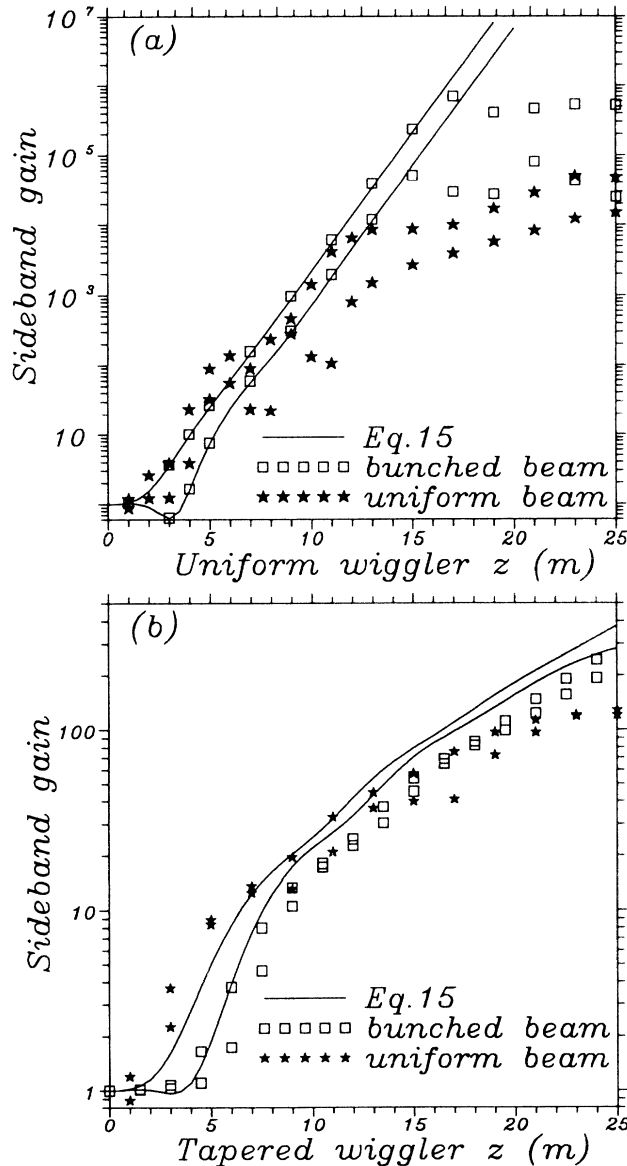 (a)
10^7
10^5
10^3
10
Sideband gain
Eq.15
bunched beam
uniform beam
0 5 10 15 20 25
Uniform wiggler z (m)
(b)
100
10
1
Sideband gain
Eq.15
bunched beam
uniform beam
0 5 10 15 20 25
Tapered wiggler z (m)